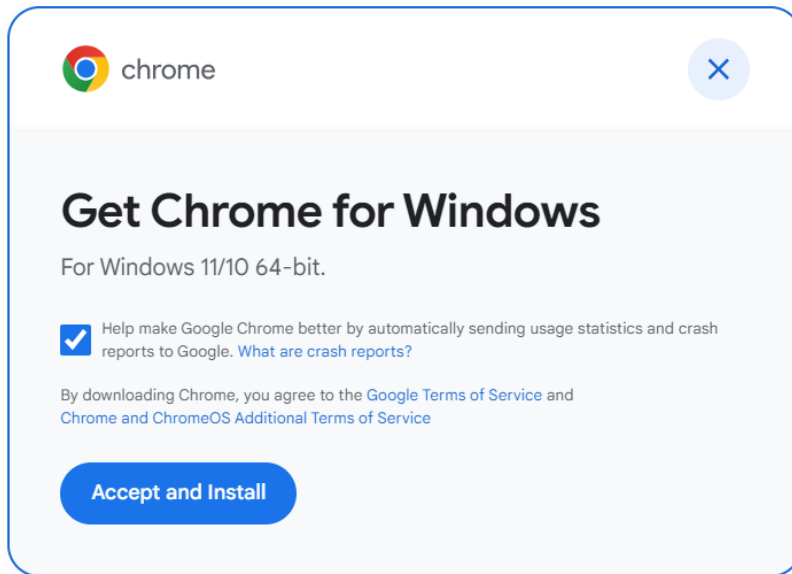 chrome
Get Chrome for Windows
For Windows 11/10 64-bit.
Help make Google Chrome better by automatically sending usage statistics and crash
reports to Google. What are crash reports?
By downloading Chrome, you agree to the Google Terms of Service and
Chrome and ChromeOS Additional Terms of Service
Accept and Install